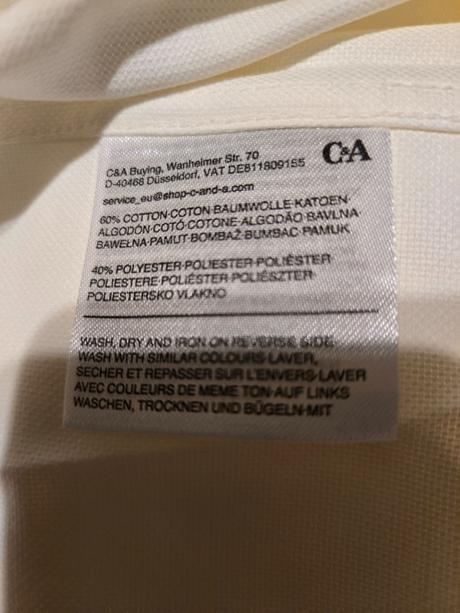 C&A
C&A Buying, Wanheimer Str. 70
D-40468 Düsseldorf, VAT DE811809155
service_eu@shop-c-and-a.com
60% COTTON·COTON·BAUMWOLLE·KATOEN·
ALGODÓN·COTÓ·COTONE·ALGODÃO·BAVLNA·
BAWEŁNA·PAMUT·BOMBAŽ·BUMBAC·PAMUK
40% POLYESTER·POLIESTER·POLIÉSTER·
POLIESTERE·POLIÉSTER·POLIÉSZTER·
POLIESTERSKO VLAKNO
WASH, DRY AND IRON ON REVERSE SIDE·
WASH WITH SIMILAR COLOURS·LAVER,
SECHER ET REPASSER SUR L'ENVERS·LAVER
AVEC COULEURS DE MEME TON·AUF LINKS
WASCHEN, TROCKNEN UND BÜGELN·MIT